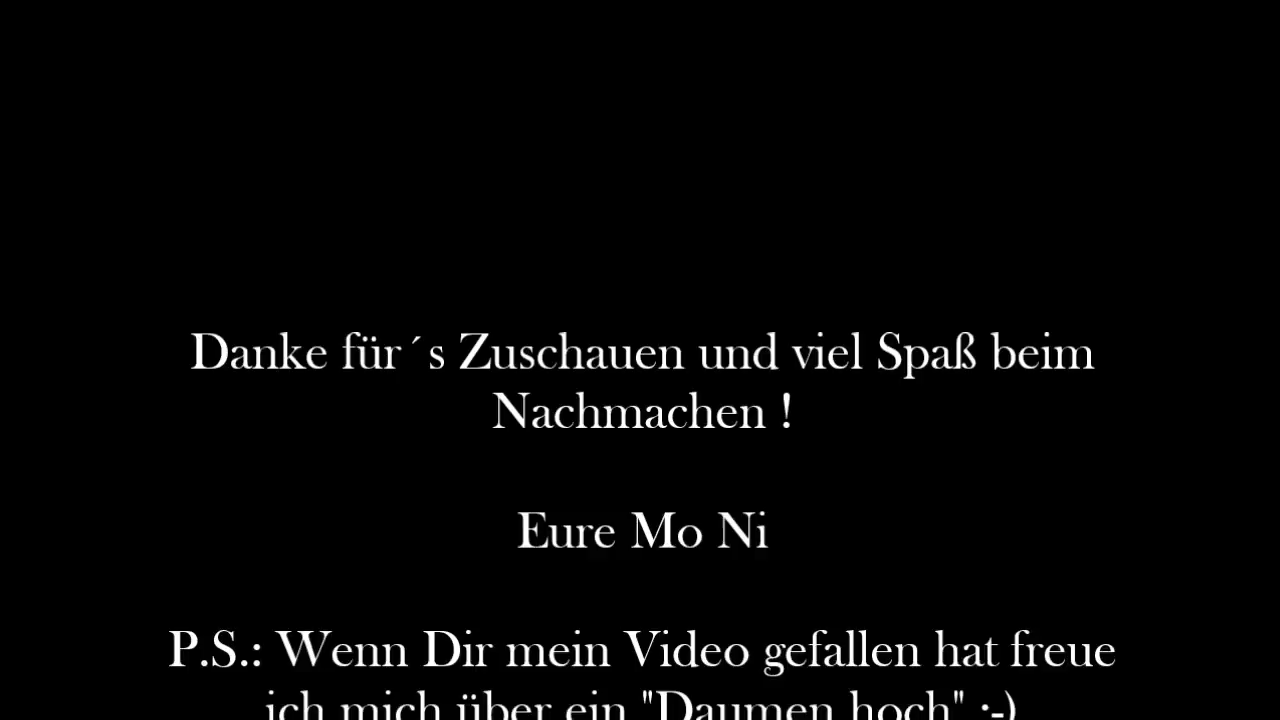 Danke für´s Zuschauen und viel Spaß beim
Nachmachen !
Eure Mo Ni
P.S.: Wenn Dir mein Video gefallen hat freue
ich mich über ein "Daumen hoch" :-)